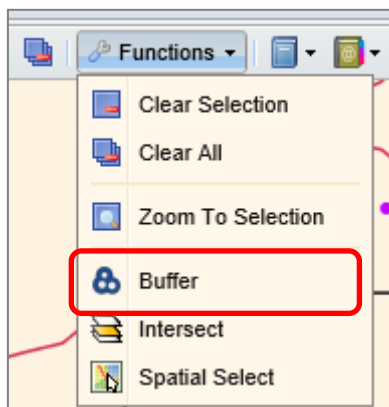 Functions
Clear Selection
Clear All
Zoom To Selection
Buffer
Intersect
Spatial Select